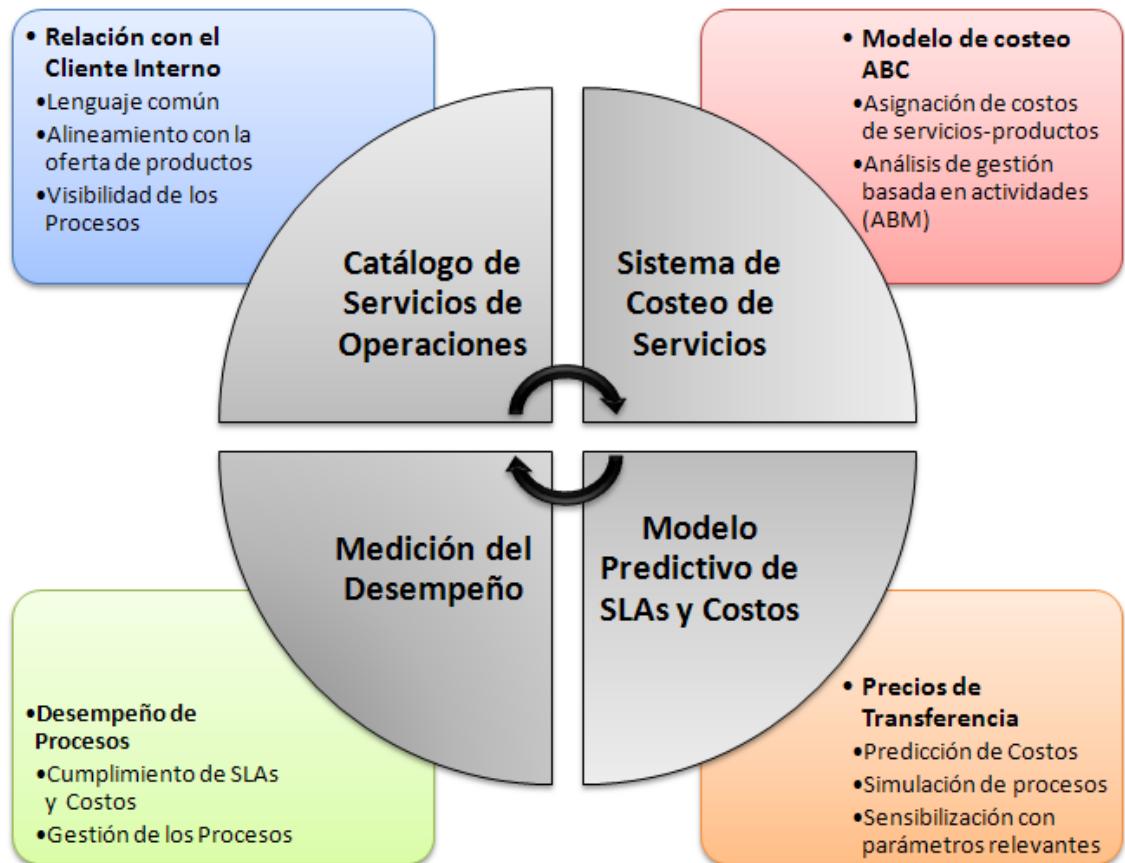 • Relación con el
Cliente Interno
•Lenguaje común
•Alineamiento con la
oferta de productos
•Visibilidad de los
Procesos
• Modelo de costeo
ABC
•Asignación de costos
de servicios-productos
•Análisis de gestión
basada en actividades
(ABM)
Catálogo de
Servicios de
Operaciones
Sistema de
Costeo de
Servicios
Medición del
Desempeño
Modelo
Predictivo de
SLAs y Costos
•Desempeño de
Procesos
•Cumplimiento de SLAs
y Costos
•Gestión de los Procesos
• Precios de
Transferencia
•Predicción de Costos
•Simulación de procesos
•Sensibilización con
parámetros relevantes